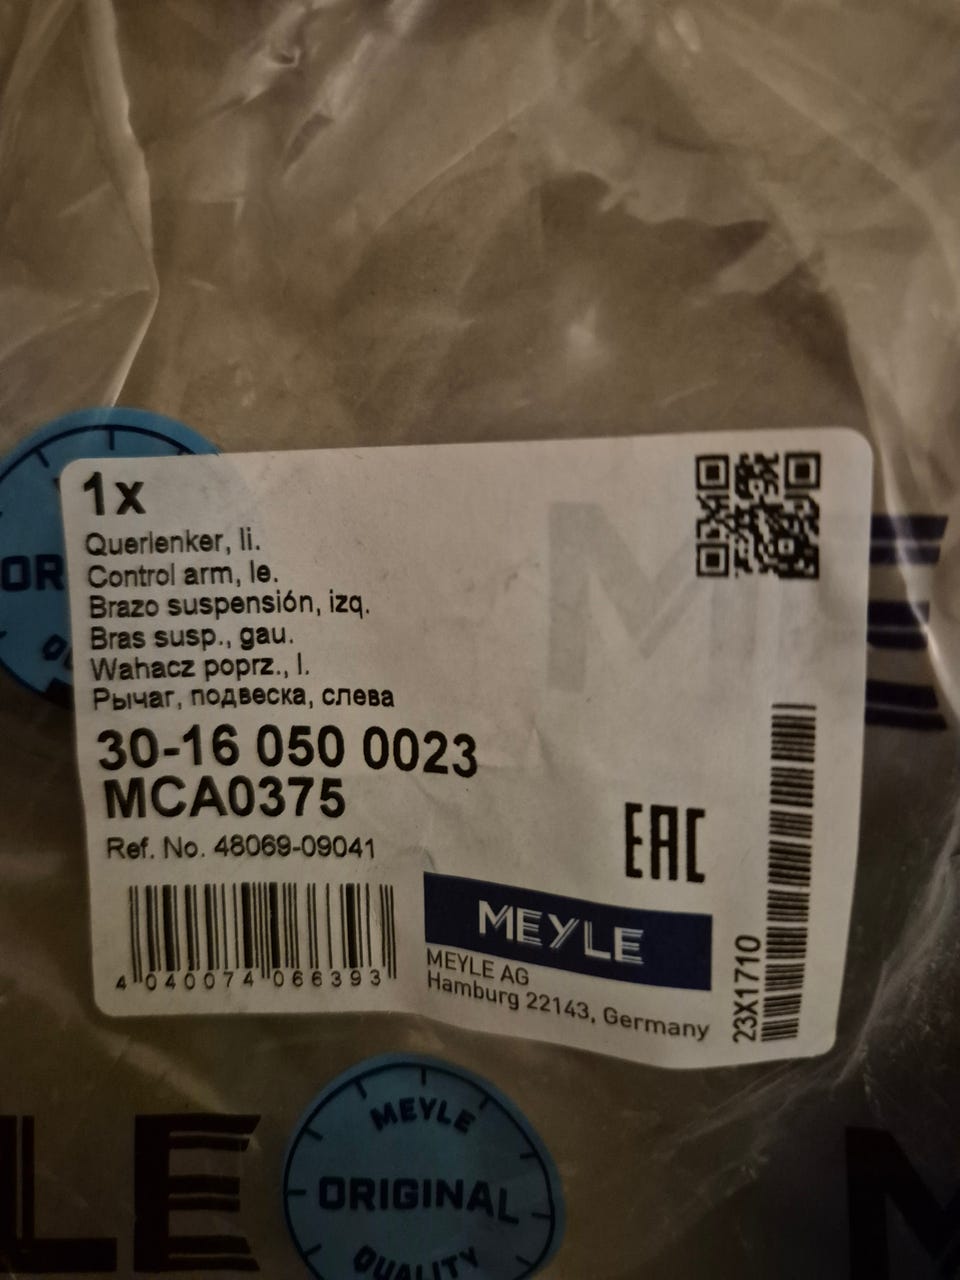 1x
Querlenker, li.
Control arm, le.
Brazo suspensión, izq.
Bras susp., gau.
Wahacz poprz., l.
Рычаг, подвеска, слева
30-16 050 0023
MCA0375
Ref. No. 48069-09041
4 040074 066393
EAC
MEYLE
MEYLE AG
Hamburg 22143, Germany
23X1710
MEYLE
ORIGINAL
QUALITY